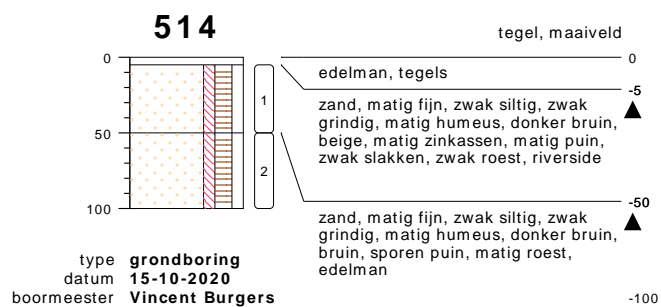 514
tegel, maaiveld
0
0
edelman, tegels
-5
1
zand, matig fijn, zwak siltig, zwak
grindig, matig humeus, donker bruin,
beige, matig zinkassen, matig puin,
zwak slakken, zwak roest, riverside
50
2
-50
zand, matig fijn, zwak siltig, zwak
grindig, matig humeus, donker bruin,
bruin, sporen puin, matig roest,
edelman
100
type grondboring
datum 15-10-2020
boormeester Vincent Burgers
-100